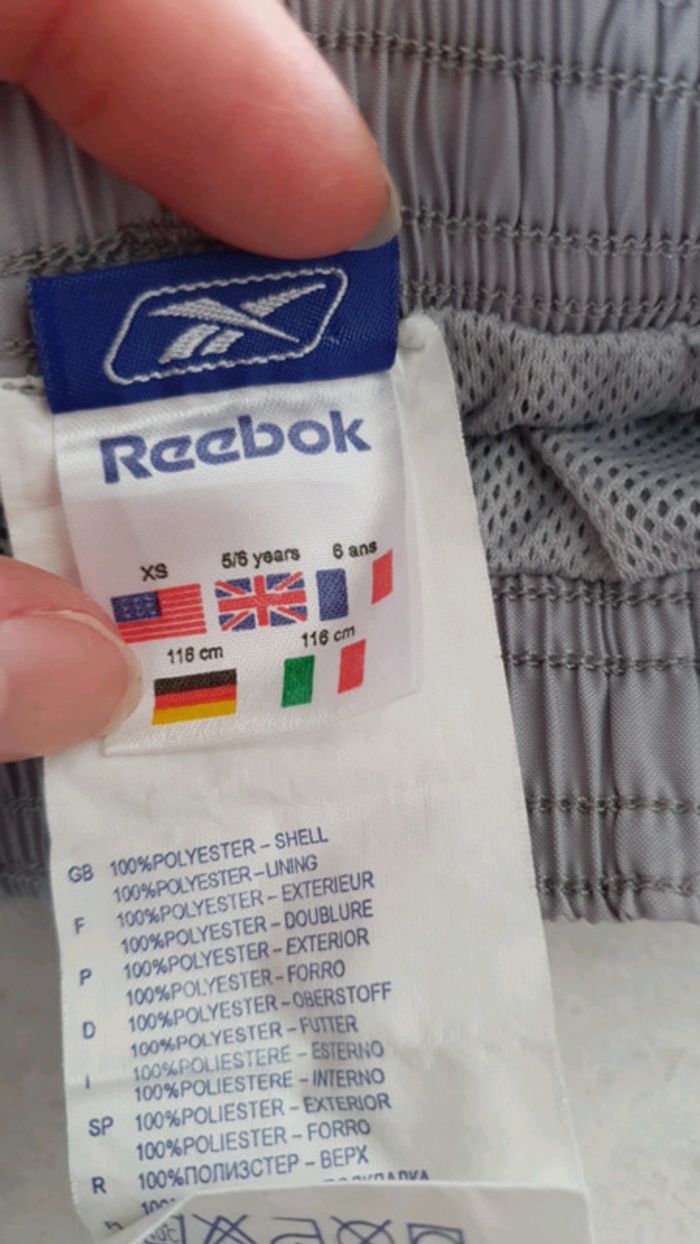 Reebok
XS 5/6 years 6 ans
116 cm 116 cm
GB 100%POLYESTER – SHELL
100%POLYESTER – LINING
F 100%POLYESTER – EXTERIEUR
100%POLYESTER – DOUBLURE
P 100%POLYESTER – EXTERIOR
100%POLYESTER – FORRO
D 100%POLYESTER – OBERSTOFF
100%POLYESTER – FUTTER
I 100%POLIESTERE – ESTERNO
100%POLIESTERE – INTERNO
SP 100%POLIESTER – EXTERIOR
100%POLIESTER – FORRO
R 100%ПОЛИЗСТЕР – ВЕРХ